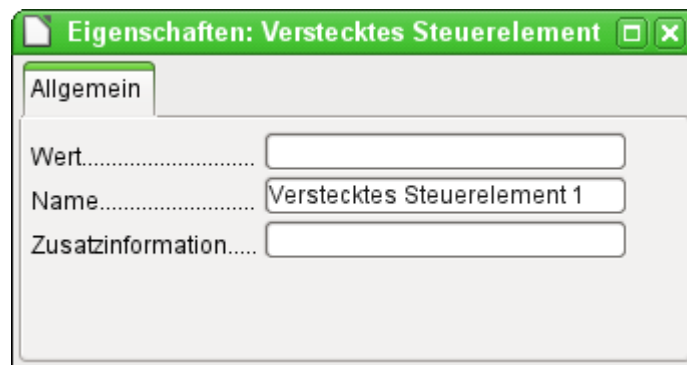 Eigenschaften: Verstecktes Steuerelement
Allgemein
Wert...........................
Name.......................... Verstecktes Steuerelement 1
Zusatzinformation.....